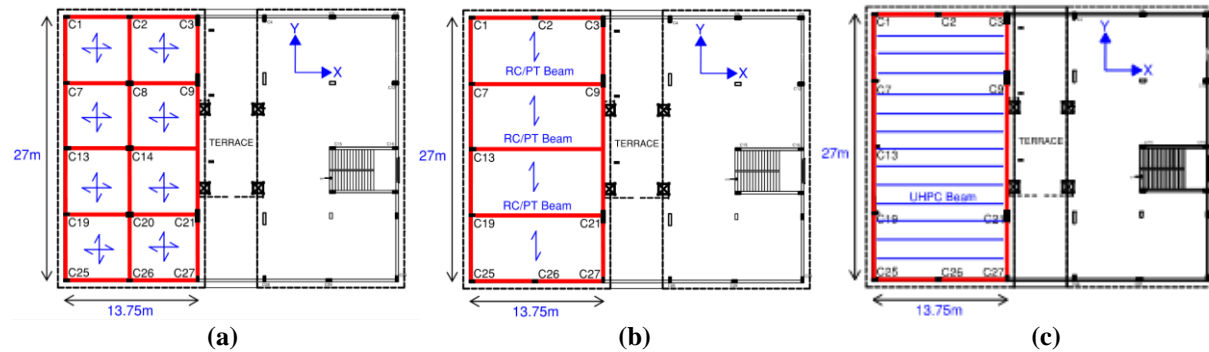 C1 C2 C3
Y
X
C7 C8 C9
TERRACE
27m
C13 C14
C19 C20 C21
C25 C26 C27
13.75m
(a)
C1 C2 C3
Y
X
RC/PT Beam
C7 C9
RC/PT Beam
TERRACE
27m
C13
RC/PT Beam
C19 C21
C25 C26 C27
13.75m
(b)
C1 C2 C3
Y
X
C7 C9
TERRACE
27m
C13
UHPC Beam
C19 C21
C25 C26 C27
13.75m
(c)